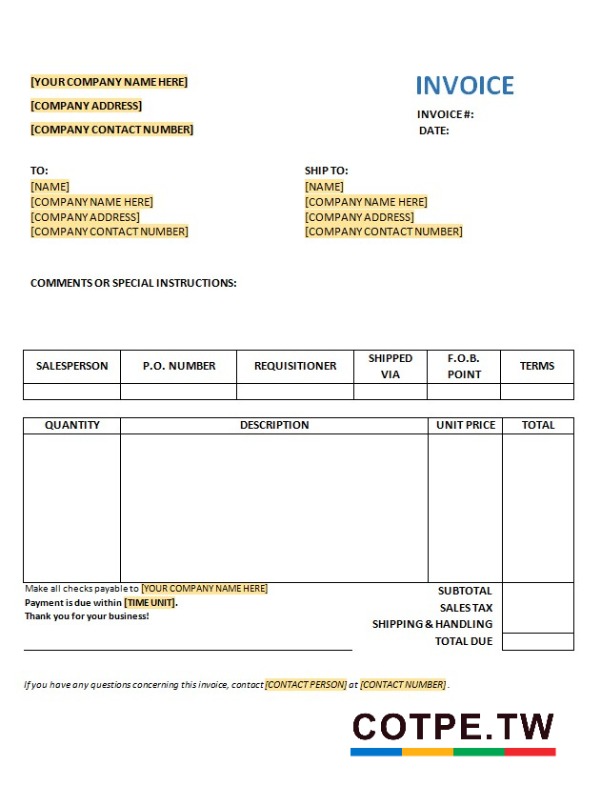 [YOUR COMPANY NAME HERE]
INVOICE
[COMPANY ADDRESS]
INVOICE #:
[COMPANY CONTACT NUMBER]
DATE:
TO:
[NAME]
[COMPANY NAME HERE]
[COMPANY ADDRESS]
[COMPANY CONTACT NUMBER]
SHIP TO:
[NAME]
[COMPANY NAME HERE]
[COMPANY ADDRESS]
[COMPANY CONTACT NUMBER]
COMMENTS OR SPECIAL INSTRUCTIONS:
SALESPERSON
P.O. NUMBER
REQUISITIONER
SHIPPED
VIA
F.O.B.
POINT
TERMS
QUANTITY
DESCRIPTION
UNIT PRICE
TOTAL
Make all checks payable to [YOUR COMPANY NAME HERE]
Payment is due within [TIME UNIT].
Thank you for your business!
SUBTOTAL
SALES TAX
SHIPPING & HANDLING
TOTAL DUE
If you have any questions concerning this invoice, contact [CONTACT PERSON] at [CONTACT NUMBER] .
COTPE.TW